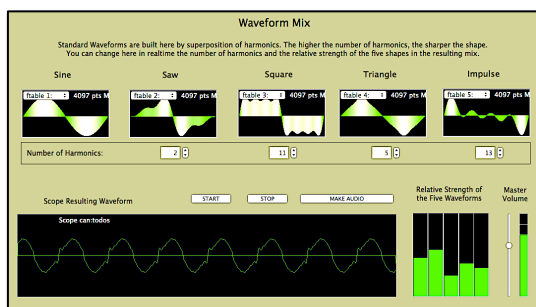 Waveform Mix
Standard Waveforms are built here by superposition of harmonics. The higher the number of harmonics, the sharper the shape.
You can change here in realtime the number of harmonics and the relative strength of the five shapes in the resulting mix.
Sine Saw Square Triangle Impulse
ftable 1: 4097 pts M ftable 2: 4097 pts M ftable 3: 4097 pts M ftable 4: 4097 pts M ftable 5: 4097 pts M
Number of Harmonics: 2 11 5 13
Scope Resulting Waveform START STOP MAKE AUDIO
Relative Strength of
the Five Waveforms
Master
Volume
Scope can:todos